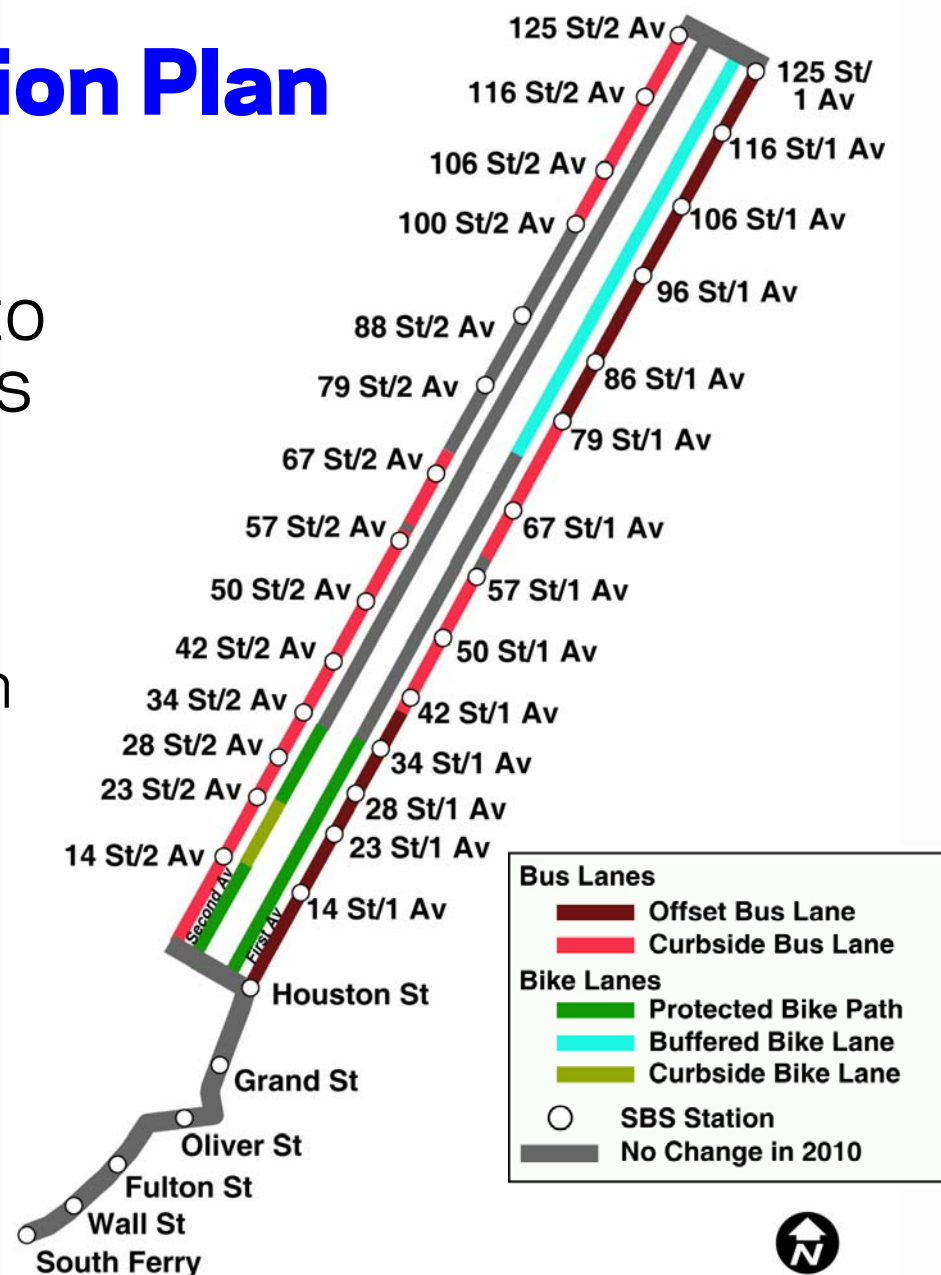 ion Plan
to
s
n
125 St/2 Av
116 St/2 Av
106 St/2 Av
100 St/2 Av
88 St/2 Av
79 St/2 Av
67 St/2 Av
57 St/2 Av
50 St/2 Av
42 St/2 Av
34 St/2 Av
28 St/2 Av
23 St/2 Av
14 St/2 Av
Second Av
First Av
125 St/
1 Av
116 St/1 Av
106 St/1 Av
96 St/1 Av
86 St/1 Av
79 St/1 Av
67 St/1 Av
57 St/1 Av
50 St/1 Av
42 St/1 Av
34 St/1 Av
28 St/1 Av
23 St/1 Av
14 St/1 Av
Houston St
Grand St
Oliver St
Fulton St
Wall St
South Ferry
Bus Lanes
Offset Bus Lane
Curbside Bus Lane
Bike Lanes
Protected Bike Path
Buffered Bike Lane
Curbside Bike Lane
SBS Station
No Change in 2010
N